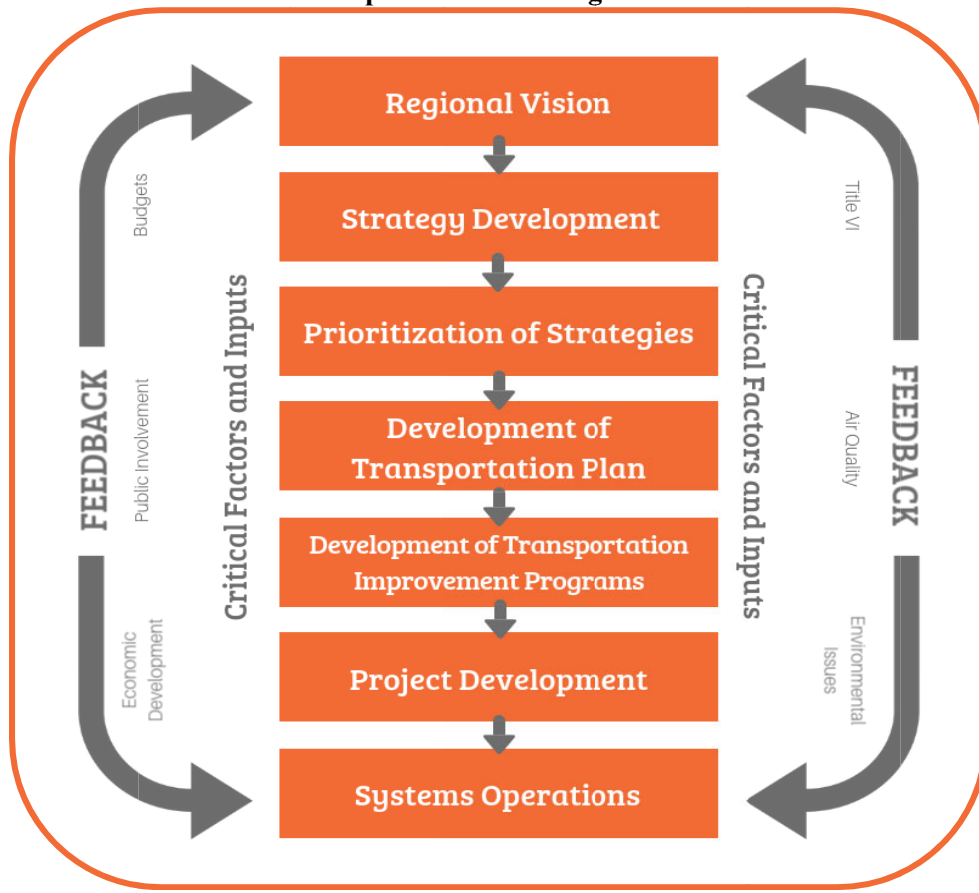 Regional Vision
Strategy Development
Prioritization of Strategies
Development of
Transportation Plan
Development of Transportation
Improvement Programs
Project Development
Systems Operations
FEEDBACK
Budgets
Public Involvement
Economic
Development
Critical Factors and Inputs
Critical Factors and Inputs
Title VI
Air Quality
Environmental
Issues
FEEDBACK